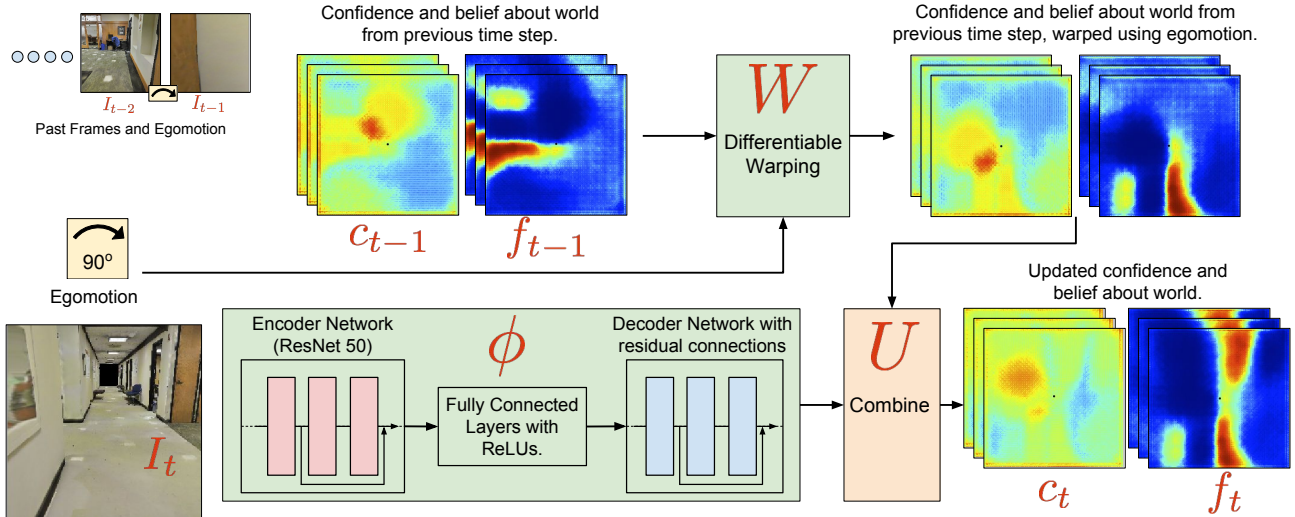 Confidence and belief about world
from previous time step.
Confidence and belief about world from
previous time step, warped using egomotion.
I_{t-2}
I_{t-1}
Past Frames and Egomotion
W
Differentiable
Warping
c_{t-1}
f_{t-1}
90°
Egomotion
Updated confidence and
belief about world.
Encoder Network
(ResNet 50)
ϕ
Decoder Network with
residual connections
Fully Connected
Layers with
ReLUs.
U
Combine
I_t
c_t
f_t